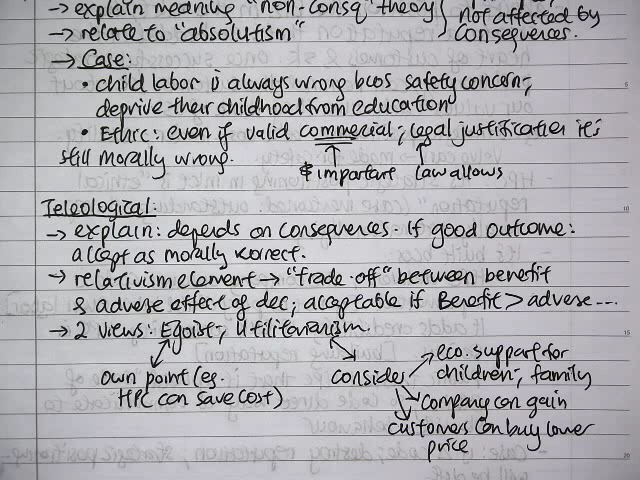 → explain meaning "non-consq" theory } not affected by
→ relate to "absolutism" } consequences.
→ Case:
• child labor is always wrong bcos safety concern,
deprive their childhood from education
• Ethic: even if valid commercial, legal justification it's
still morally wrong.
$ important law allows
Teleological:
→ explain: depends on consequences. If good outcome:
accept as morally korrect.
→ relativism element → "trade-off" between benefit
& adverse effect of dec; acceptable if Benefit > adverse ...
→ 2 views: Egoist, Utilitarianism.
own point (eg. HPC can save cost)
consider → eco. support for children, family
→ company can gain
→ customers can buy lower price